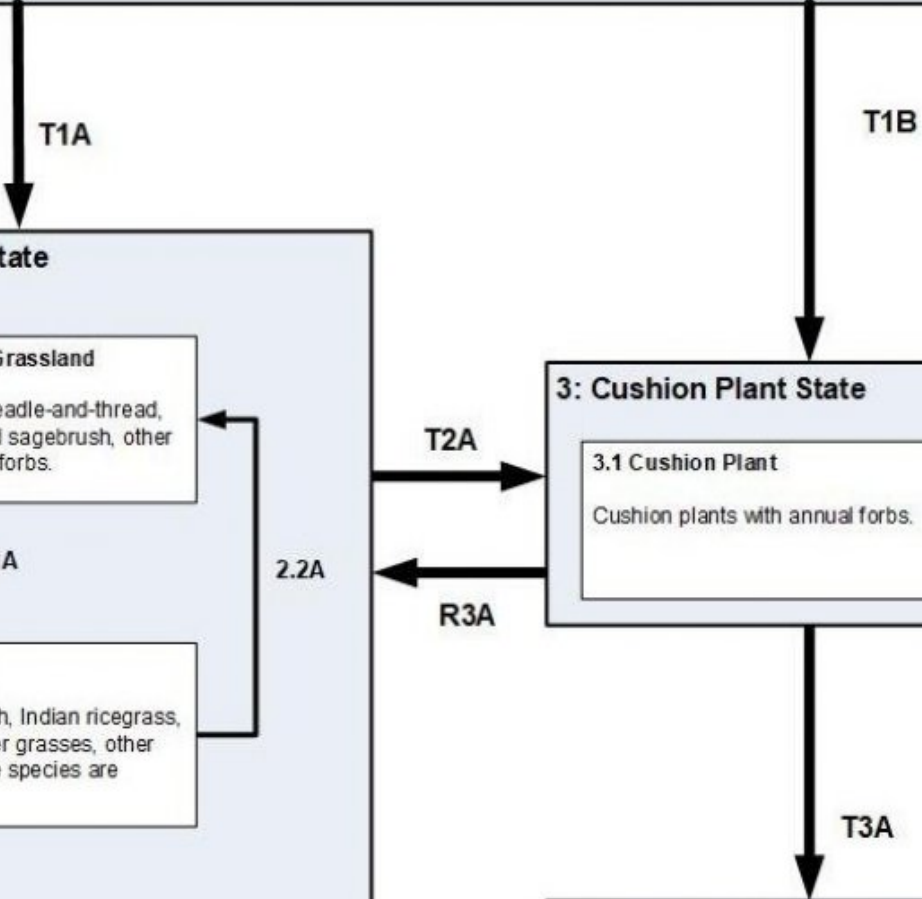 T1A
T1B
tate
Grassland
eadle-and-thread,
sagebrush, other
forbs.
A
2.2A
h, Indian ricegrass,
er grasses, other
species are
T2A
R3A
3: Cushion Plant State
3.1 Cushion Plant
Cushion plants with annual forbs.
T3A